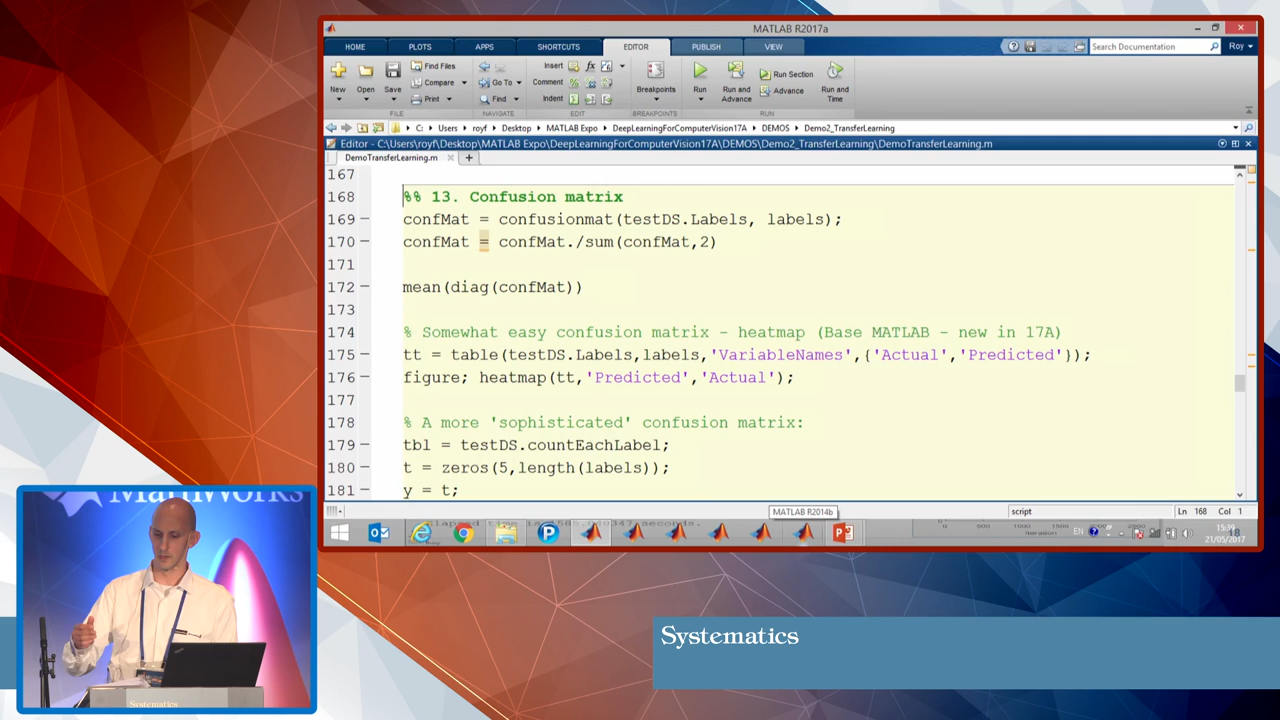 MATLAB R2017a
HOME PLOTS APPS SHORTCUTS EDITOR PUBLISH VIEW Search Documentation Roy
New Open Save Find Files Compare Print Go To Find Insert fx Comment Indent Breakpoints Run Run and Advance Run Section Advance Run and Time
FILE NAVIGATE EDIT BREAKPOINTS RUN
C: Users royf Desktop MATLAB Expo DeepLearningForComputerVision17A DEMOS Demo2_TransferLearning
Editor - C:\Users\royf\Desktop\MATLAB Expo\DeepLearningForComputerVision17A\DEMOS\Demo2_TransferLearning\DemoTransferLearning.m
DemoTransferLearning.m
167
168 %% 13. Confusion matrix
169 confMat = confusionmat(testDS.Labels, labels);
170 confMat = confMat./sum(confMat,2)
171
172 mean(diag(confMat))
173
174 % Somewhat easy confusion matrix - heatmap (Base MATLAB - new in 17A)
175 tt = table(testDS.Labels,labels,'VariableNames',{'Actual','Predicted'});
176 figure; heatmap(tt,'Predicted','Actual');
177
178 % A more 'sophisticated' confusion matrix:
179 tbl = testDS.countEachLabel;
180 t = zeros(5,length(labels));
181 y = t;
MATLAB R2014b script Ln 168 Col 1
EN 15:39
21/05/2017
MathWorks
Systematics
Systematics